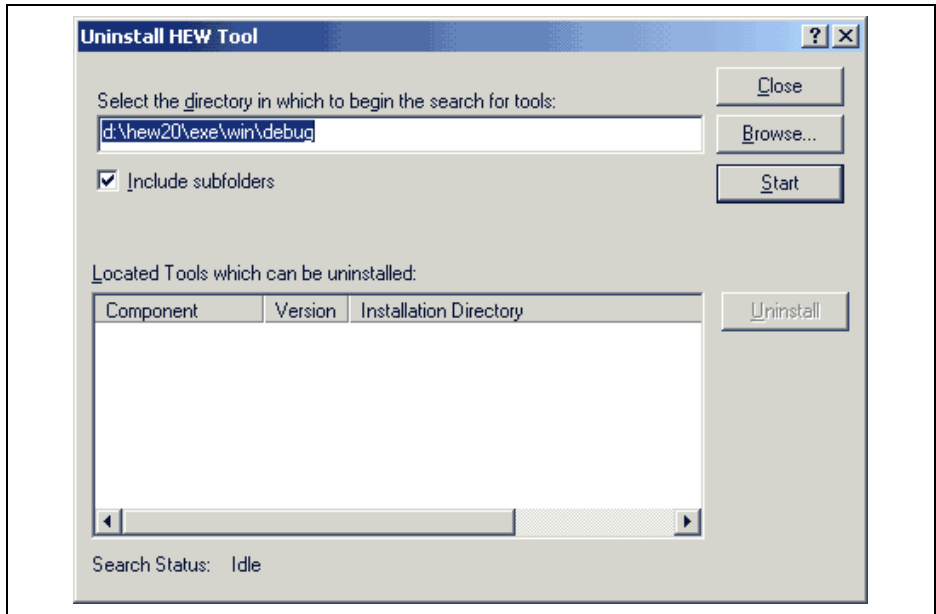 Uninstall HEW Tool
Close
Select the directory in which to begin the search for tools:
d:\hew20\exe\win\debug
Browse...
Include subfolders
Start
Located Tools which can be uninstalled:
Component Version Installation Directory
Uninstall
Search Status: Idle